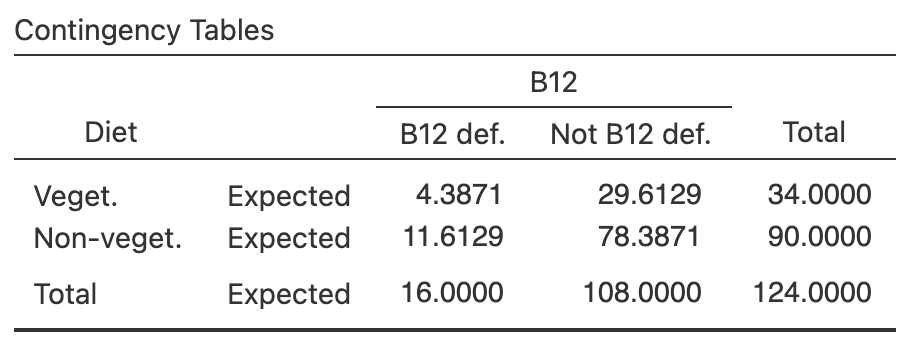 Contingency Tables
B12
Diet B12 def. Not B12 def. Total
Veget. Expected 4.3871 29.6129 34.0000
Non-veget. Expected 11.6129 78.3871 90.0000
Total Expected 16.0000 108.0000 124.0000